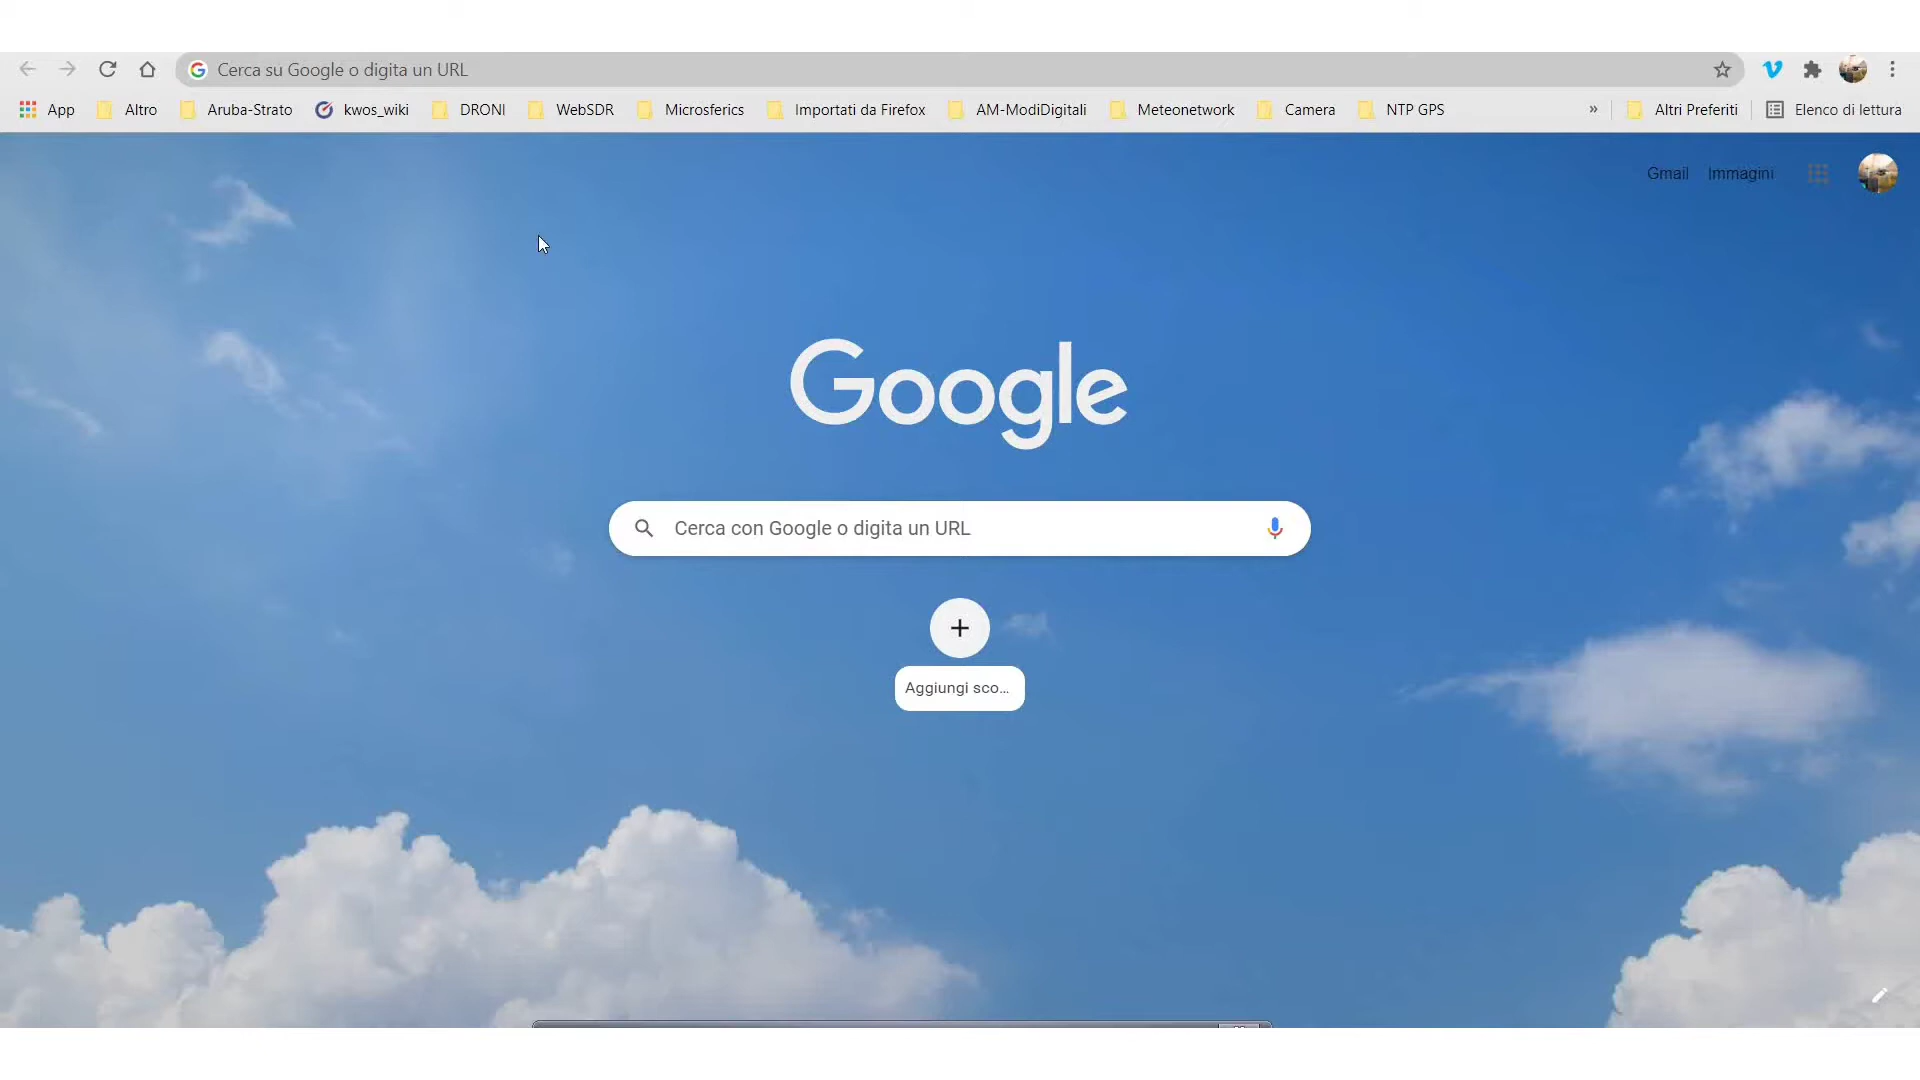 Cerca su Google o digita un URL
App Altro Aruba-Strato kwos_wiki DRONI WebSDR Microsferics Importati da Firefox AM-ModiDigitali Meteonetwork Camera NTP GPS » Altri Preferiti Elenco di lettura
Gmail Immagini
Google
Cerca con Google o digita un URL
Aggiungi sco...